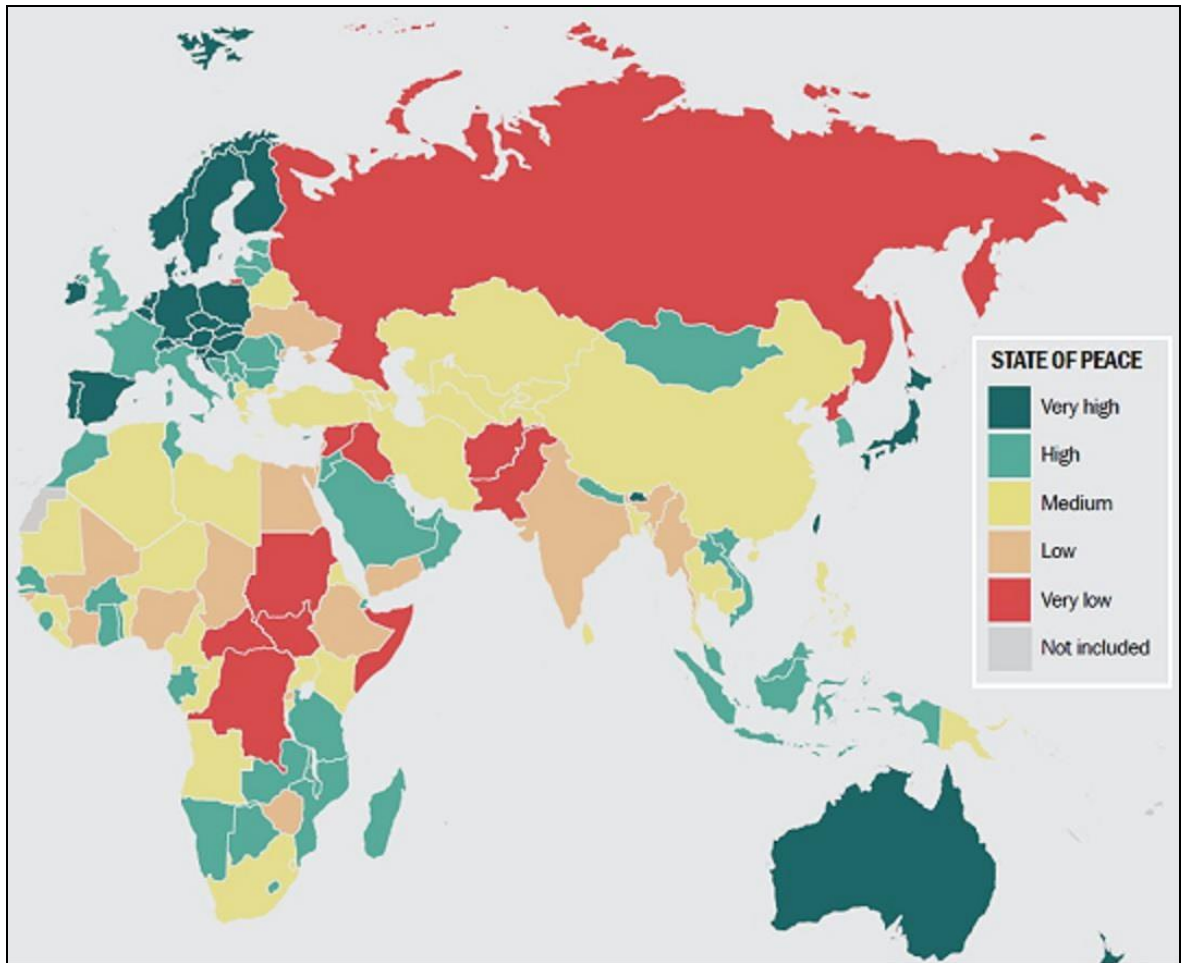 STATE OF PEACE
Very high
High
Medium
Low
Very low
Not included